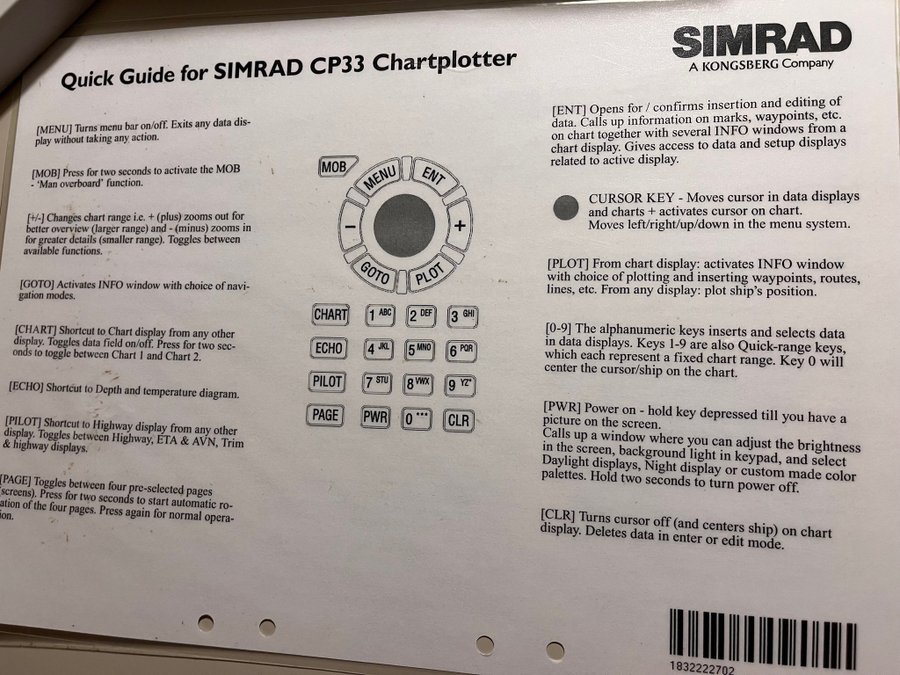 SIMRAD
A KONGSBERG Company
Quick Guide for SIMRAD CP33 Chartplotter
[MENU] Turns menu bar on/off. Exits any data dis-
play without taking any action.
[MOB] Press for two seconds to activate the MOB
- ‘Man overboard’ function.
[+/-] Changes chart range i.e. + (plus) zooms out for
better overview (larger range) and - (minus) zooms in
for greater details (smaller range). Toggles between
available functions.
[GOTO] Activates INFO window with choice of navi-
gation modes.
[CHART] Shortcut to Chart display from any other
display. Toggles data field on/off. Press for two sec-
onds to toggle between Chart 1 and Chart 2.
[ECHO] Shortcut to Depth and temperature diagram.
[PILOT] Shortcut to Highway display from any other
display. Toggles between Highway, ETA & AVN, Trim
& highway displays.
[PAGE] Toggles between four pre-selected pages
(screens). Press for two seconds to start automatic ro-
ation of the four pages. Press again for normal opera-
ion.
MOB
MENU ENT
- +
GOTO PLOT
CHART 1 ABC 2 DEF 3 GHI
ECHO 4 JKL 5 MNO 6 PQR
PILOT 7 STU 8 VWX 9 YZ*
PAGE PWR 0 *** CLR
[ENT] Opens for / confirms insertion and editing of
data. Calls up information on marks, waypoints, etc.
on chart together with several INFO windows from a
chart display. Gives access to data and setup displays
related to active display.
CURSOR KEY - Moves cursor in data displays
and charts + activates cursor on chart.
Moves left/right/up/down in the menu system.
[PLOT] From chart display: activates INFO window
with choice of plotting and inserting waypoints, routes,
lines, etc. From any display: plot ship's position.
[0-9] The alphanumeric keys inserts and selects data
in data displays. Keys 1-9 are also Quick-range keys,
which each represent a fixed chart range. Key 0 will
center the cursor/ship on the chart.
[PWR] Power on - hold key depressed till you have a
picture on the screen.
Calls up a window where you can adjust the brightness
in the screen, background light in keypad, and select
Daylight displays, Night display or custom made color
palettes. Hold two seconds to turn power off.
[CLR] Turns cursor off (and centers ship) on chart
display. Deletes data in enter or edit mode.
1832222702